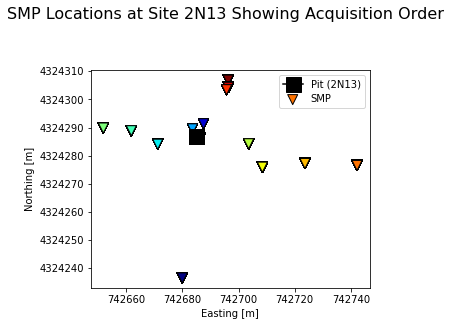 SMP Locations at Site 2N13 Showing Acquisition Order
Pit (2N13)
SMP
4324310
4324300
4324290
4324280
4324270
4324260
4324250
4324240
Northing [m]
742660 742680 742700 742720 742740
Easting [m]